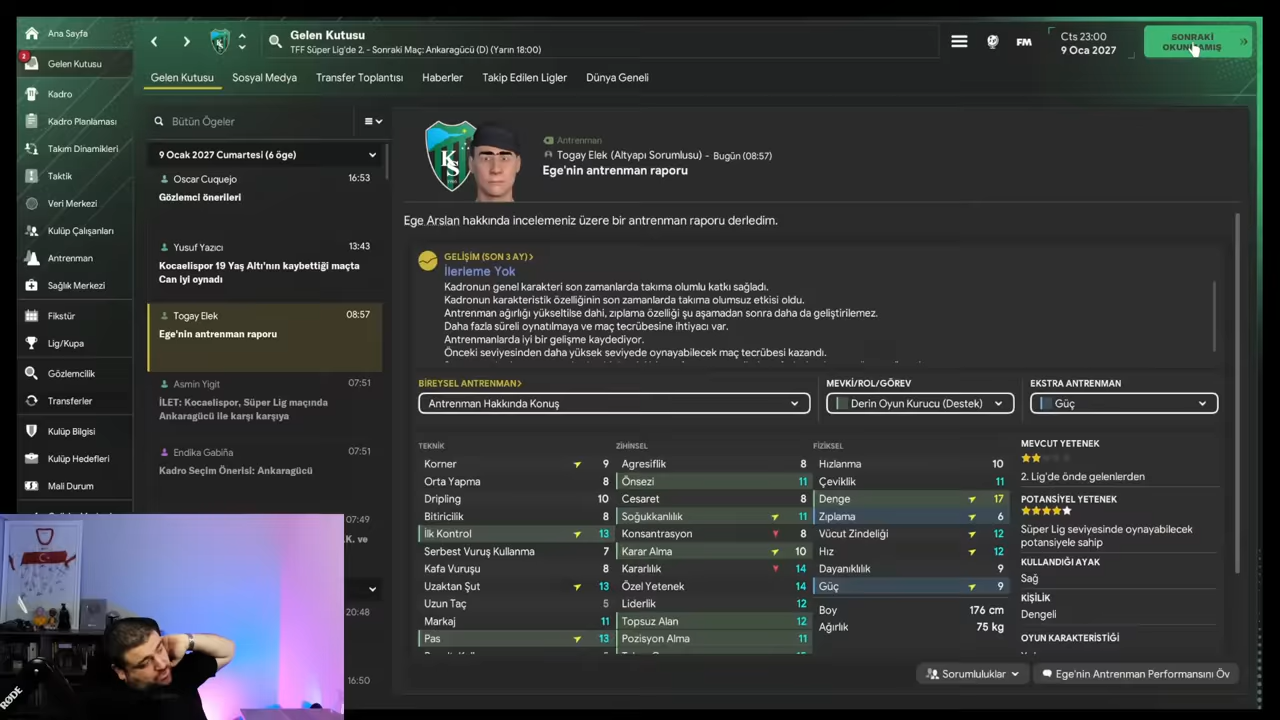 Ana Sayfa
2
Gelen Kutusu
Kadro
Kadro Planlaması
Takım Dinamikleri
Taktik
Veri Merkezi
Kulüp Çalışanları
Antrenman
Sağlık Merkezi
Fikstür
Lig/Kupa
Gözlemcilik
Transferler
Kulüp Bilgisi
Kulüp Hedefleri
Mali Durum
Gelen Kutusu
TFF Süper Lig'de 2. - Sonraki Maç: Ankaragücü (D) (Yarın 18:00)
FM
Cts 23:00
9 Oca 2027
SONRAKİ
Gelen Kutusu
Sosyal Medya
Transfer Toplantısı
Haberler
Takip Edilen Ligler
Dünya Geneli
Bütün Ögeler
9 Ocak 2027 Cumartesi (6 öge)
Oscar Cuquejo 16:53
Gözlemci önerileri
Yusuf Yazıcı 13:43
Kocaelispor 19 Yaş Altı'nın kaybettiği maçta
Can iyi oynadı
Togay Elek 08:57
Ege'nin antrenman raporu
Asmin Yigit 07:51
İLET: Kocaelispor, Süper Lig maçında
Ankaragücü ile karşı karşıya
Endika Gabiña 07:51
Kadro Seçim Önerisi: Ankaragücü
07:49
K. ve
20:48
16:50
KS
Antrenman
Togay Elek (Altyapı Sorumlusu) - Bugün (08:57)
Ege'nin antrenman raporu
Ege Arslan hakkında incelemeniz üzere bir antrenman raporu derledim.
GELİŞİM (SON 3 AY)>
İlerleme Yok
Kadronun genel karakteri son zamanlarda takıma olumlu katkı sağladı.
Kadronun karakteristik özelliğinin son zamanlarda takıma olumsuz etkisi oldu.
Antrenman ağırlığı yükseltilse dahi, zıplama özelliği şu aşamadan sonra daha da geliştirilemez.
Daha fazla süreli oynatılmaya ve maç tecrübesine ihtiyacı var.
Antrenmanlarda iyi bir gelişme kaydediyor.
Önceki seviyesinden daha yüksek seviyede oynayabilecek maç tecrübesi kazandı.
BİREYSEL ANTRENMAN>
Antrenman Hakkında Konuş
MEVKİ/ROL/GÖREV
Derin Oyun Kurucu (Destek)
EKSTRA ANTRENMAN
Güç
TEKNİK
Korner 9
Orta Yapma 8
Dripling 10
Bitiricilik 8
İlk Kontrol 13
Serbest Vuruş Kullanma 7
Kafa Vuruşu 8
Uzaktan Şut 13
Uzun Taç 5
Markaj 11
Pas 13
ZİHİNSEL
Agresiflik 8
Önsezi 11
Cesaret 8
Soğukkanlılık 11
Konsantrasyon 8
Karar Alma 10
Kararlılık 14
Özel Yetenek 14
Liderlik 12
Topsuz Alan 12
Pozisyon Alma 11
FİZİKSEL
Hızlanma 10
Çeviklik 11
Denge 17
Zıplama 6
Vücut Zindeliği 12
Hız 12
Dayanıklılık 9
Güç 9
Boy 176 cm
Ağırlık 75 kg
MEVCUT YETENEK
2. Lig'de önde gelenlerden
POTANSİYEL YETENEK
Süper Lig seviyesinde oynayabilecek
potansiyele sahip
KULLANDIĞI AYAK
Sağ
KİŞİLİK
Dengeli
OYUN KARAKTERİSTİĞİ
Sorumluluklar
Ege'nin Antrenman Performansını Öv
RØDE